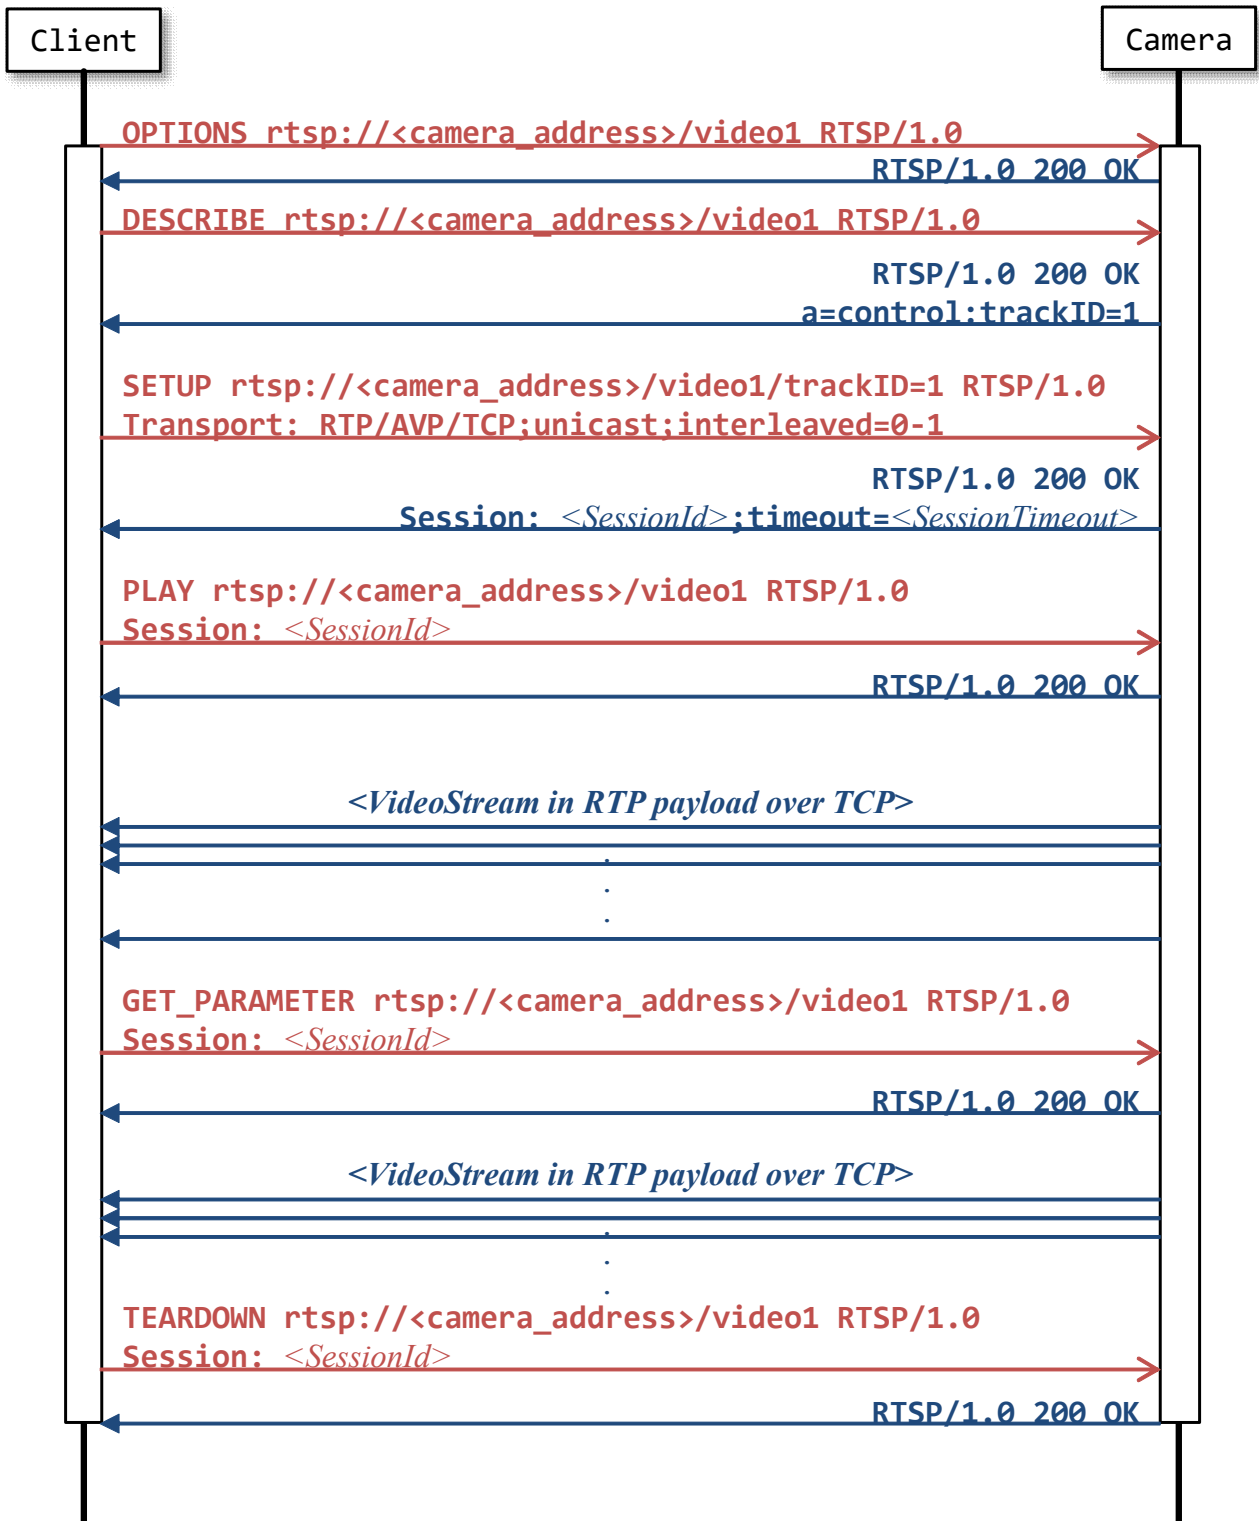 Client
Camera
OPTIONS rtsp://<camera_address>/video1 RTSP/1.0
RTSP/1.0 200 OK
DESCRIBE rtsp://<camera_address>/video1 RTSP/1.0
RTSP/1.0 200 OK
a=control:trackID=1
SETUP rtsp://<camera_address>/video1/trackID=1 RTSP/1.0
Transport: RTP/AVP/TCP;unicast;interleaved=0-1
RTSP/1.0 200 OK
Session: <SessionId>;timeout=<SessionTimeout>
PLAY rtsp://<camera_address>/video1 RTSP/1.0
Session: <SessionId>
RTSP/1.0 200 OK
<VideoStream in RTP payload over TCP>
.
.
.
GET_PARAMETER rtsp://<camera_address>/video1 RTSP/1.0
Session: <SessionId>
RTSP/1.0 200 OK
<VideoStream in RTP payload over TCP>
.
.
.
TEARDOWN rtsp://<camera_address>/video1 RTSP/1.0
Session: <SessionId>
RTSP/1.0 200 OK